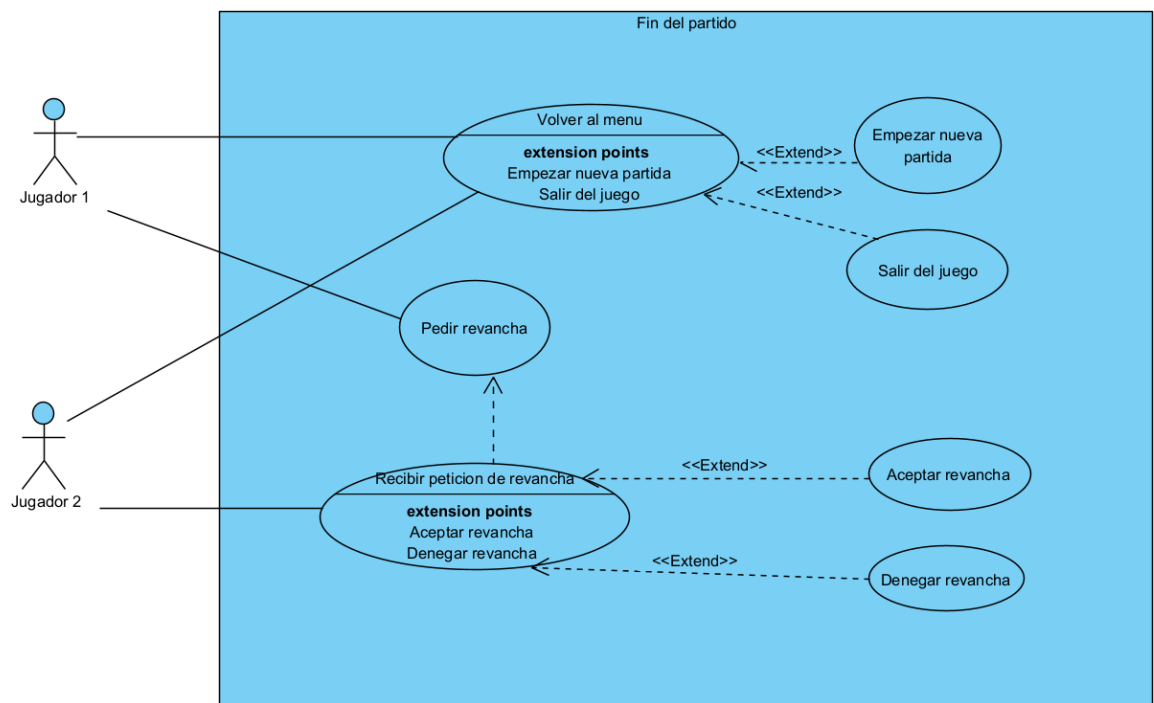 Fin del partido
Jugador 1
Volver al menu
extension points
Empezar nueva partida
Salir del juego
<<Extend>>
Empezar nueva
partida
<<Extend>>
Salir del juego
Pedir revancha
Jugador 2
Recibir peticion de revancha
extension points
Aceptar revancha
Denegar revancha
<<Extend>>
Aceptar revancha
<<Extend>>
Denegar revancha